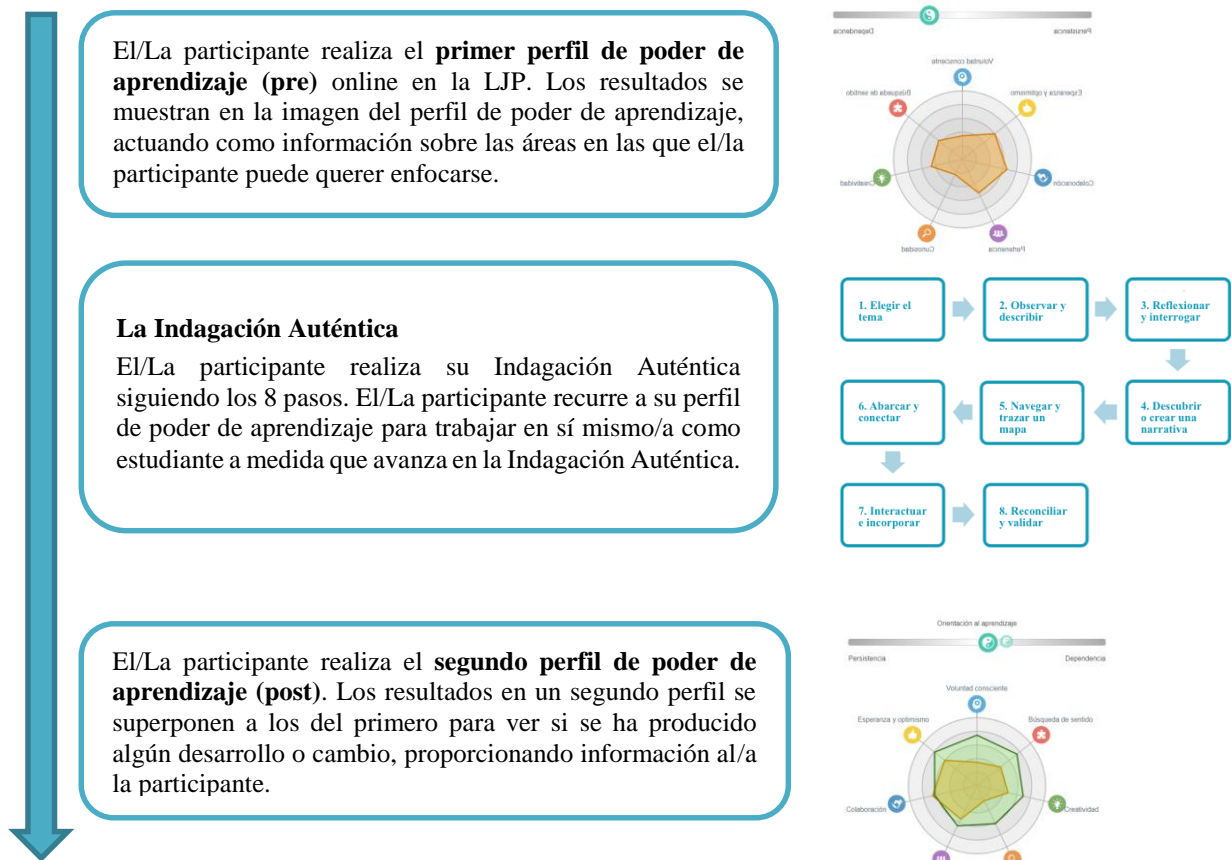 El/La participante realiza el primer perfil de poder de
aprendizaje (pre) online en la LJP. Los resultados se
muestran en la imagen del perfil de poder de aprendizaje,
actuando como información sobre las áreas en las que el/la
participante puede querer enfocarse.
Dependencia
Persistencia
Voluntad consciente
Búsqueda de sentido
Esperanza y optimismo
Creatividad
Colaboración
Curiosidad
Pertenencia
La Indagación Auténtica
El/La participante realiza su Indagación Auténtica
siguiendo los 8 pasos. El/La participante recurre a su perfil
de poder de aprendizaje para trabajar en sí mismo/a como
estudiante a medida que avanza en la Indagación Auténtica.
1. Elegir el
tema
2. Observar y
describir
3. Reflexionar
y interrogar
4. Descubrir
o crear una
narrativa
5. Navegar y
trazar un
mapa
6. Abarcar y
conectar
7. Interactuar
e incorporar
8. Reconciliar
y validar
El/La participante realiza el segundo perfil de poder de
aprendizaje (post). Los resultados en un segundo perfil se
superponen a los del primero para ver si se ha producido
algún desarrollo o cambio, proporcionando información al/a
la participante.
Orientación al aprendizaje
Persistencia
Dependencia
Voluntad consciente
Esperanza y optimismo
Búsqueda de sentido
Colaboración
Creatividad